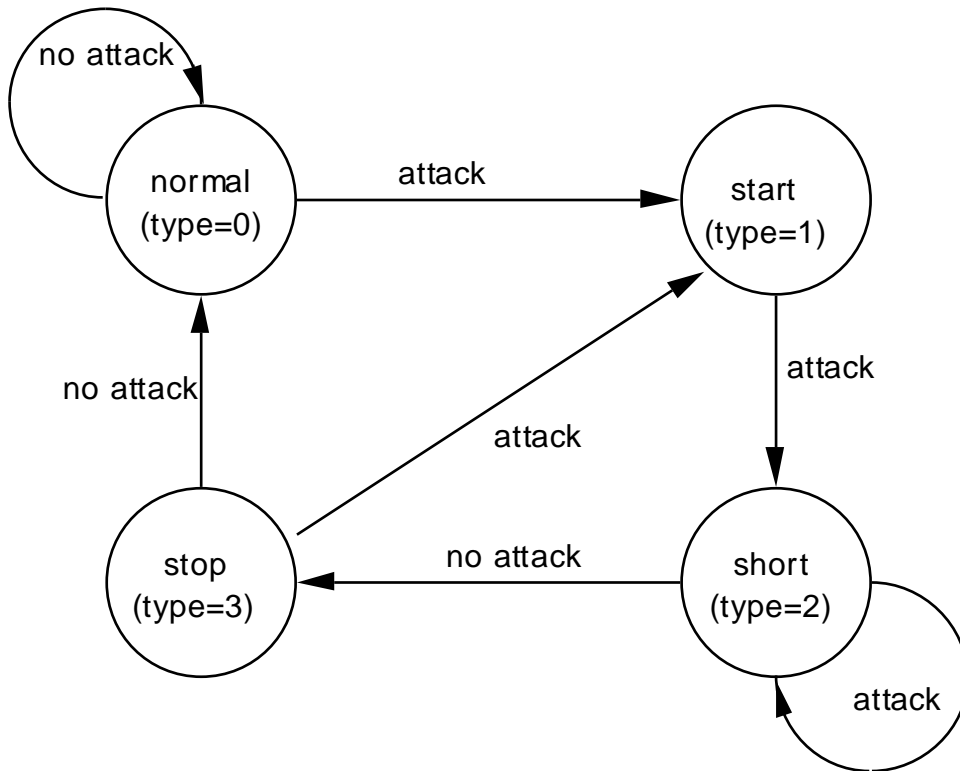 no attack
normal
(type=0)
attack
start
(type=1)
no attack
attack
attack
stop
(type=3)
no attack
short
(type=2)
attack